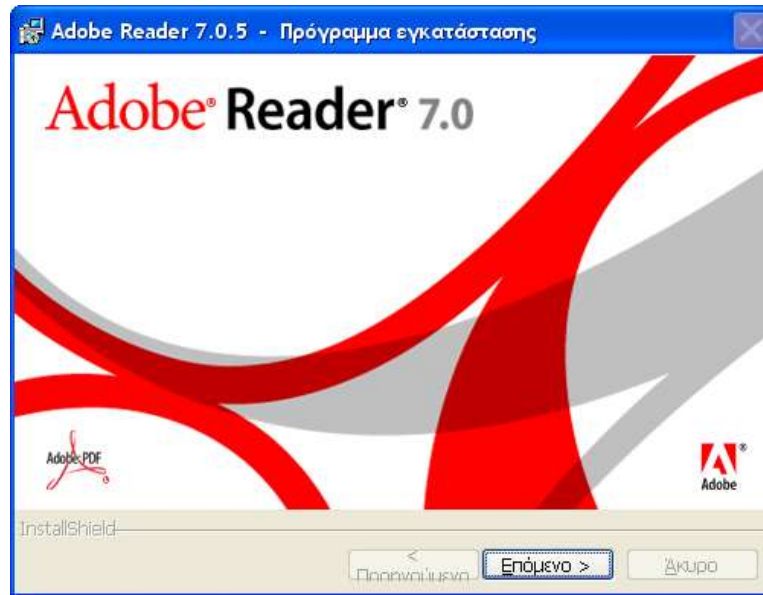 Adobe Reader 7.0.5 - Πρόγραμμα εγκατάστασης
Adobe® Reader® 7.0
Adobe PDF
Adobe
InstallShield
<
Προηγούμενο
Επόμενο >
Άκυρο